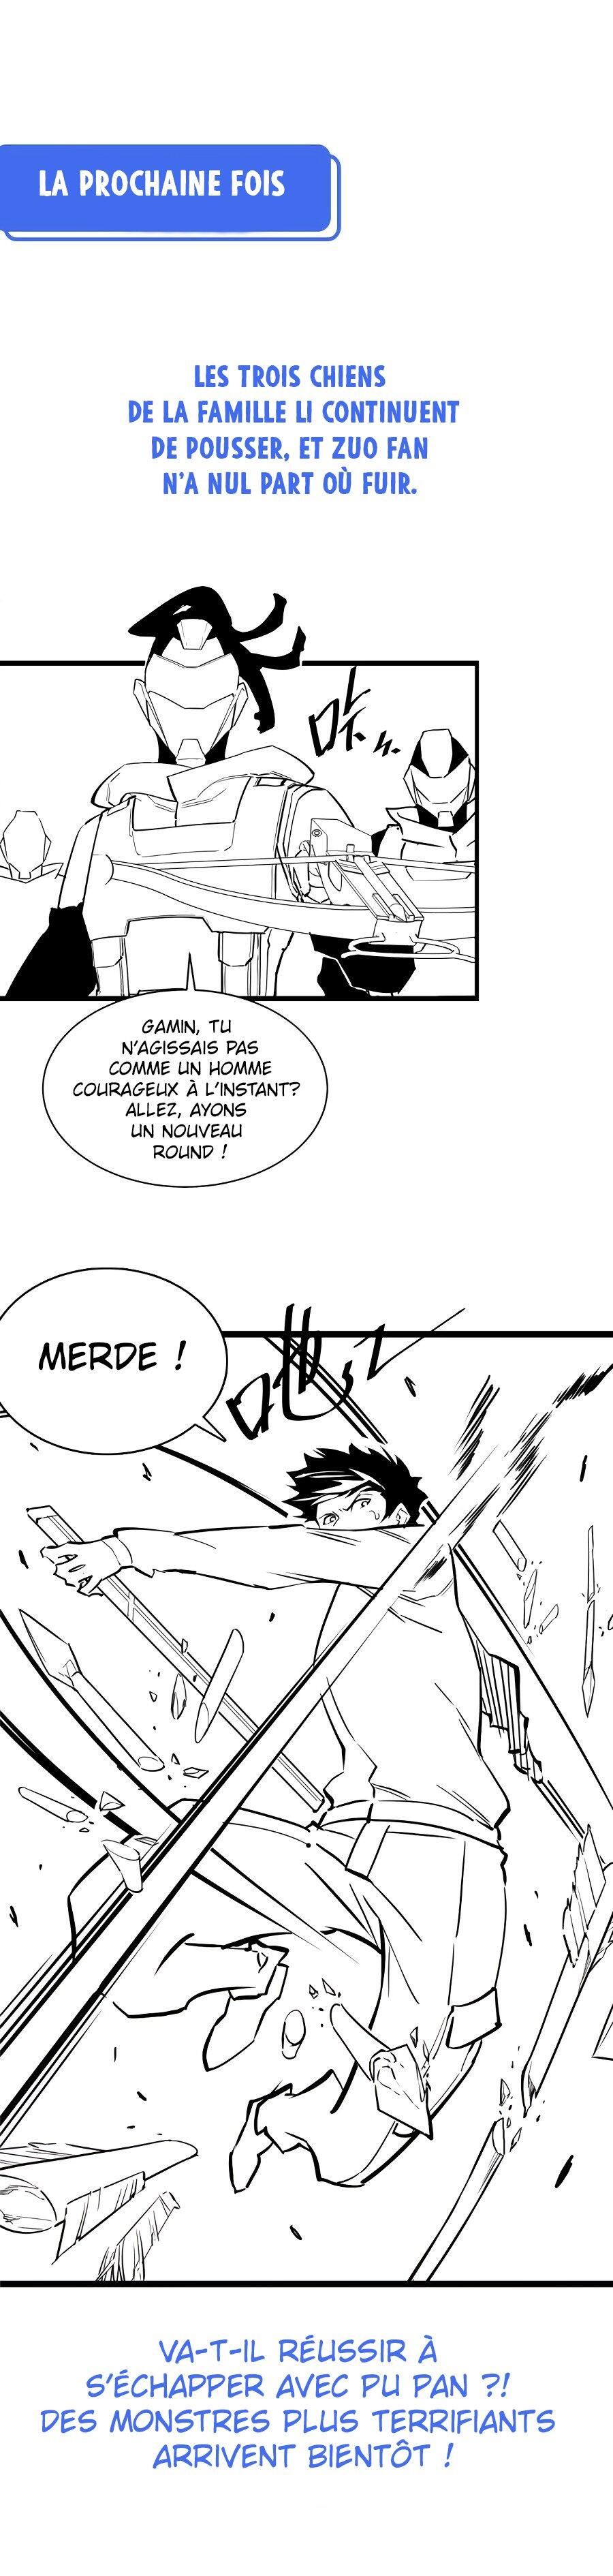 LA PROCHAINE FOIS
LES TROIS CHIENS
DE LA FAMILLE LI CONTINUENT
DE POUSSER, ET ZUO FAN
N'A NUL PART OÙ FUIR.
GAMIN, TU
N'AGISSAIS PAS
COMME UN HOMME
COURAGEUX À L'INSTANT?
ALLEZ, AYONS
UN NOUVEAU
ROUND !
MERDE !
VA-T-IL RÉUSSIR À
S'ÉCHAPPER AVEC PU PAN ?!
DES MONSTRES PLUS TERRIFIANTS
ARRIVENT BIENTÔT !